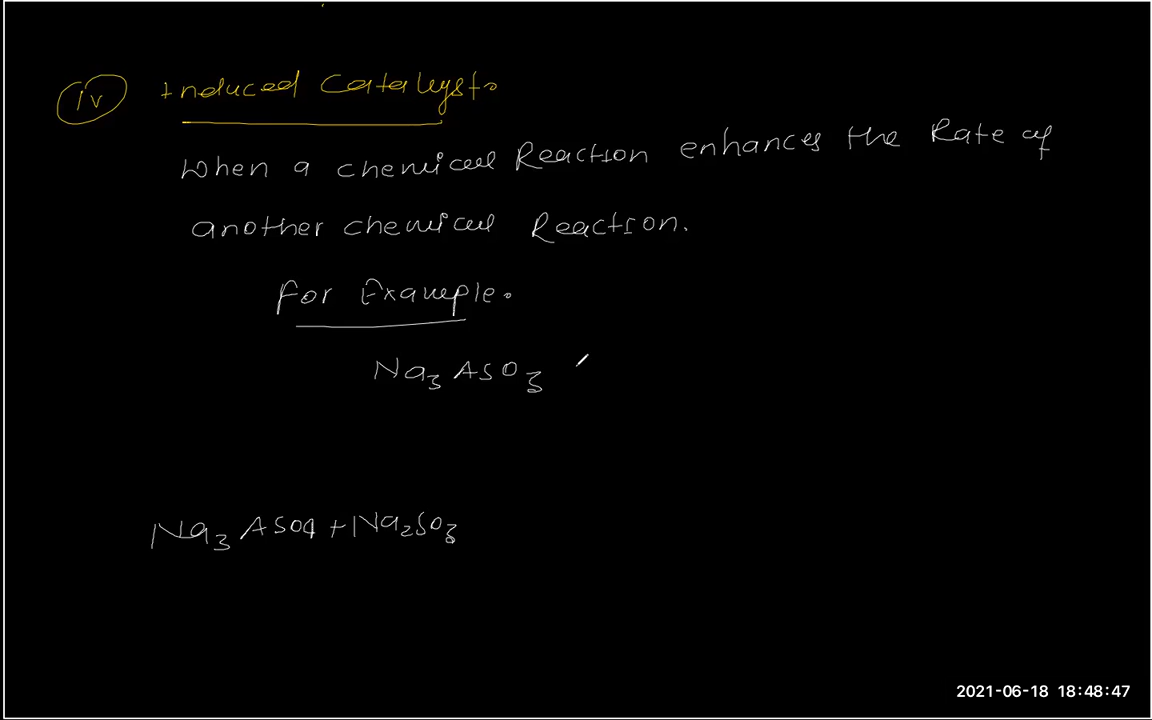 iv Induced Catalyst.
When a chemical Reaction enhances the Rate of
another chemical Reaction.
For Example.
Na₃AsO₃
Na₃AsO₄+Na₂SO₃
2021-06-18 18:48:47